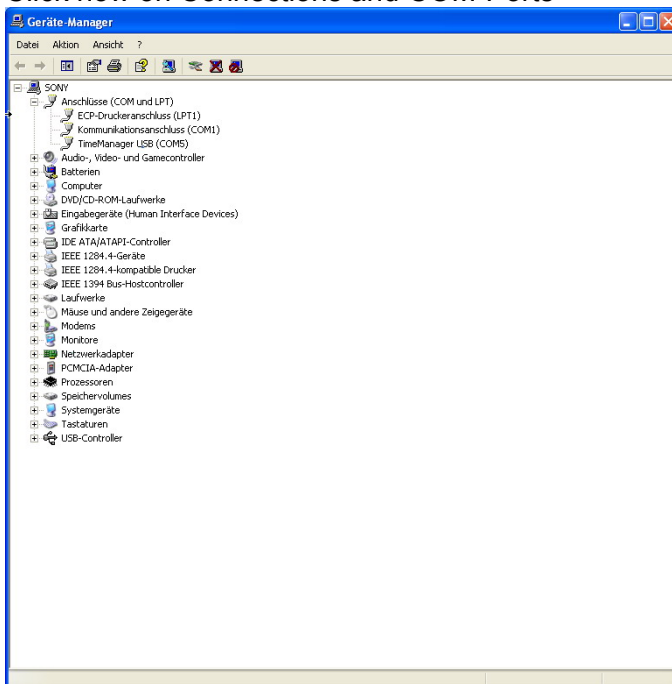 Click now on Connections and COM Ports
Geräte-Manager
Datei Aktion Ansicht ?
SONY
Anschlüsse (COM und LPT)
ECP-Druckeranschluss (LPT1)
Kommunikationsanschluss (COM1)
TimeManager USB (COM5)
Audio-, Video- und Gamecontroller
Batterien
Computer
DVD/CD-ROM-Laufwerke
Eingabegeräte (Human Interface Devices)
Grafikkarte
IDE ATA/ATAPI-Controller
IEEE 1284.4-Geräte
IEEE 1284.4-kompatible Drucker
IEEE 1394 Bus-Hostcontroller
Laufwerke
Mäuse und andere Zeigegeräte
Modems
Monitore
Netzwerkadapter
PCMCIA-Adapter
Prozessoren
Speichervolumes
Systemgeräte
Tastaturen
USB-Controller